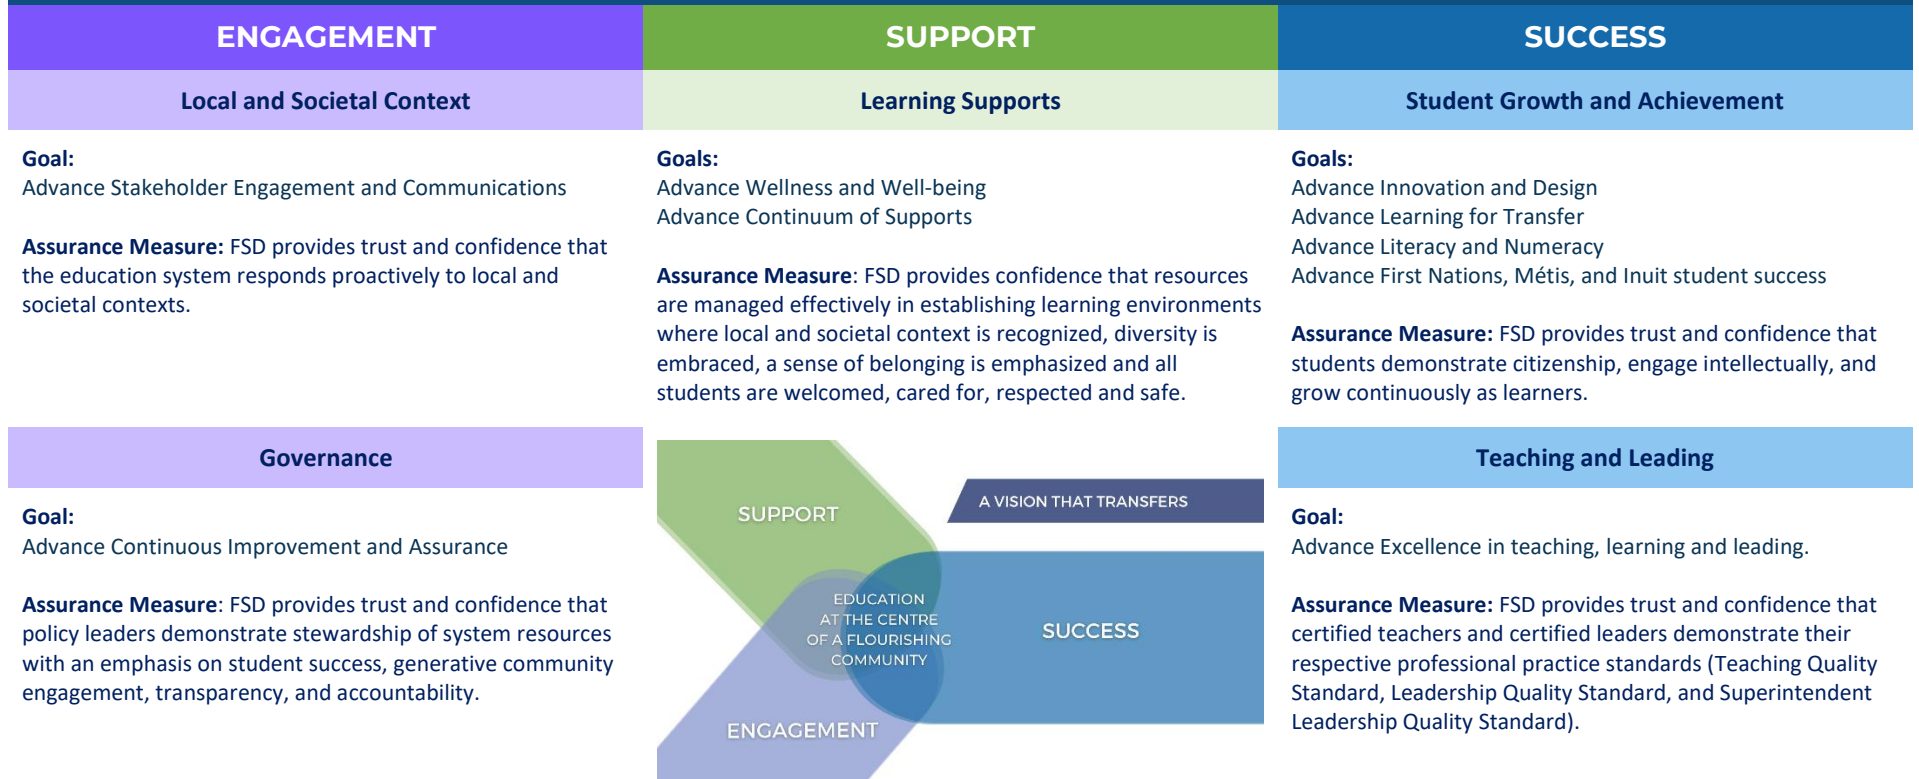 ENGAGEMENT
Local and Societal Context
Goal:
Advance Stakeholder Engagement and Communications
Assurance Measure: FSD provides trust and confidence that
the education system responds proactively to local and
societal contexts.
Governance
Goal:
Advance Continuous Improvement and Assurance
Assurance Measure: FSD provides trust and confidence that
policy leaders demonstrate stewardship of system resources
with an emphasis on student success, generative community
engagement, transparency, and accountability.
SUPPORT
Learning Supports
Goals:
Advance Wellness and Well-being
Advance Continuum of Supports
Assurance Measure: FSD provides confidence that resources
are managed effectively in establishing learning environments
where local and societal context is recognized, diversity is
embraced, a sense of belonging is emphasized and all
students are welcomed, cared for, respected and safe.
SUPPORT
A VISION THAT TRANSFERS
EDUCATION
AT THE CENTRE
OF A FLOURISHING
COMMUNITY
SUCCESS
ENGAGEMENT
SUCCESS
Student Growth and Achievement
Goals:
Advance Innovation and Design
Advance Learning for Transfer
Advance Literacy and Numeracy
Advance First Nations, Métis, and Inuit student success
Assurance Measure: FSD provides trust and confidence that
students demonstrate citizenship, engage intellectually, and
grow continuously as learners.
Teaching and Leading
Goal:
Advance Excellence in teaching, learning and leading.
Assurance Measure: FSD provides trust and confidence that
certified teachers and certified leaders demonstrate their
respective professional practice standards (Teaching Quality
Standard, Leadership Quality Standard, and Superintendent
Leadership Quality Standard).